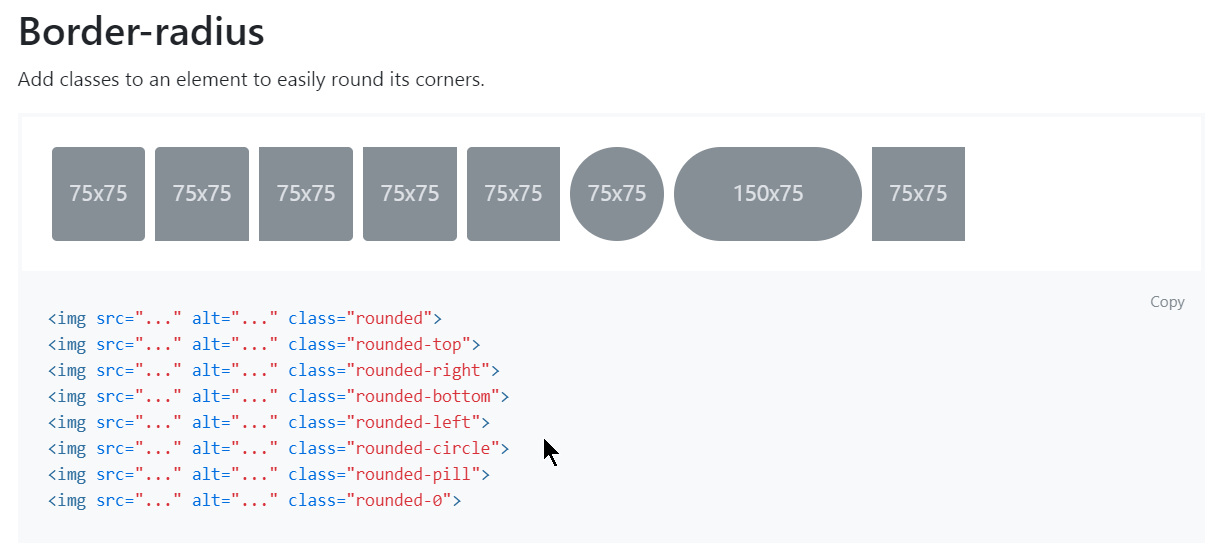 Border-radius
Add classes to an element to easily round its corners.
75x75 75x75 75x75 75x75 75x75 75x75 150x75 75x75
Copy
<img src="..." alt="..." class="rounded">
<img src="..." alt="..." class="rounded-top">
<img src="..." alt="..." class="rounded-right">
<img src="..." alt="..." class="rounded-bottom">
<img src="..." alt="..." class="rounded-left">
<img src="..." alt="..." class="rounded-circle">
<img src="..." alt="..." class="rounded-pill">
<img src="..." alt="..." class="rounded-0">